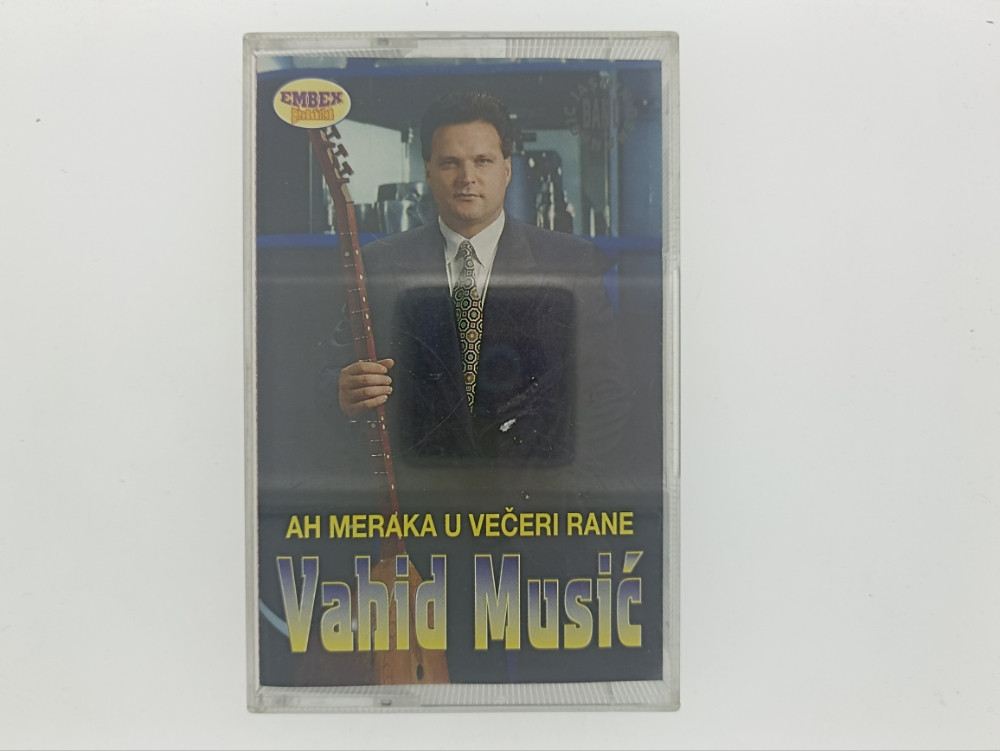 EMBEX
AH MERAKA U VEČERI RANE
Vahid Musić